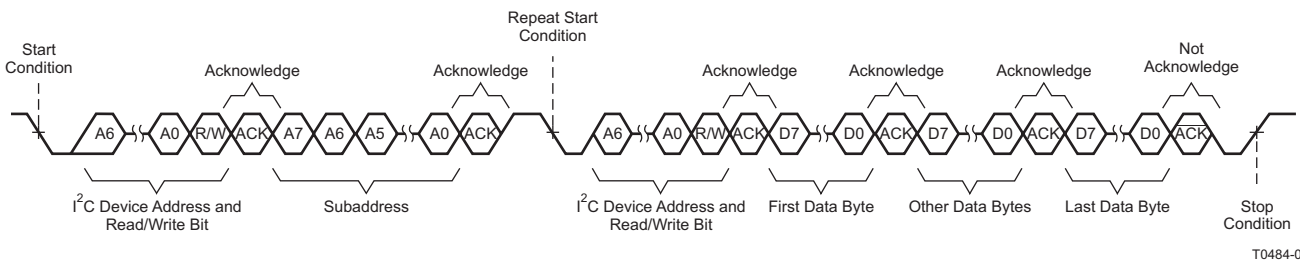 Repeat Start
Condition
Start
Condition
Not
Acknowledge
Acknowledge Acknowledge Acknowledge Acknowledge Acknowledge
A6 A0 R/W ACK A7 A6 A5 A0 ACK A6 A0 R/W ACK D7 D0 ACK D7 D0 ACK D7 D0 ACK
I²C Device Address and
Read/Write Bit
Subaddress
I²C Device Address and
Read/Write Bit
First Data Byte
Other Data Bytes
Last Data Byte
Stop
Condition
T0484-0